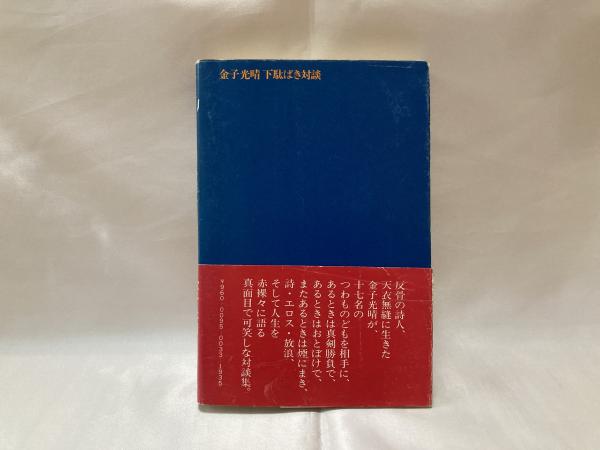 金子光晴 下駄ばき対談
反骨の詩人、
天衣無縫に生きた
金子光晴が、
十七名の
つわものどもを相手に、
あるときは真剣勝負で、
あるときはおとぼけで、
またあるときは煙にまき、
詩・エロス・放浪、
そして人生を
赤裸々に語る
真面目で可笑しな対談集。
¥960・0095-0033-1935